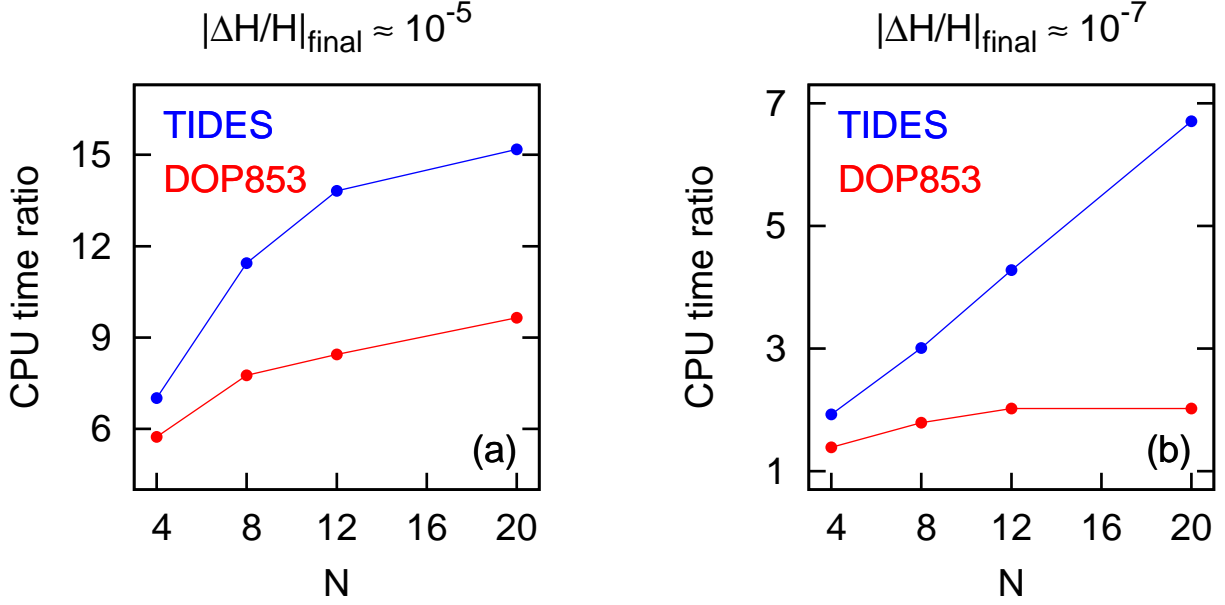 |ΔH/H|final ≈ 10-5
CPU time ratio
15
12
9
6
TIDES
DOP853
(a)
4 8 12 16 20
N
|ΔH/H|final ≈ 10-7
CPU time ratio
7
5
3
1
TIDES
DOP853
(b)
4 8 12 16 20
N